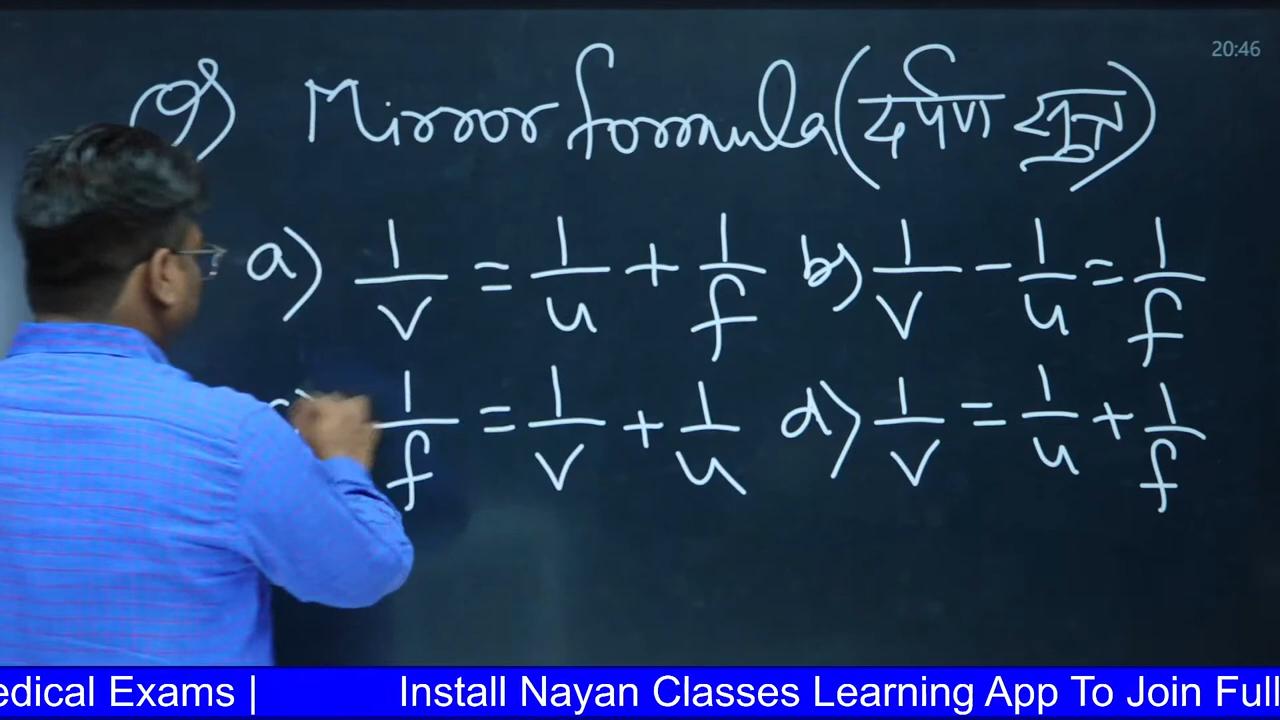 20:46
Q) Mirror formula (दर्पण सूत्र)
a) 1/v = 1/u + 1/f b) 1/v - 1/u = 1/f
1/f = 1/v + 1/u d) 1/v = 1/u + 1/f
edical Exams | Install Nayan Classes Learning App To Join Full